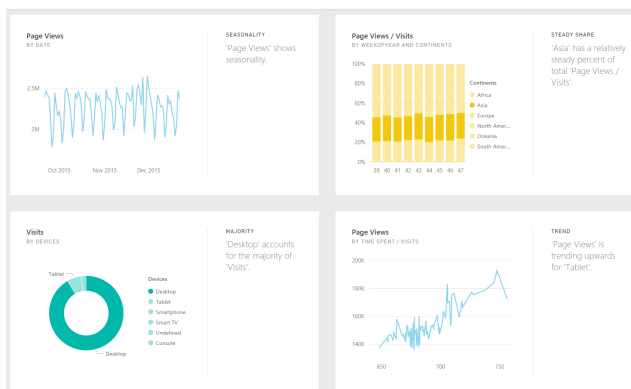 Page Views
BY DATE
2.5M
2M
Oct 2015 Nov 2015 Dec 2015
SEASONALITY
'Page Views' shows
seasonality.
Page Views / Visits
BY WEEKOFYEAR AND CONTINENTS
100%
80%
60%
40%
20%
0%
39 40 41 42 43 44 45 46 47
Continents
Africa
Asia
Europe
North Amer...
Oceania
South Amer...
STEADY SHARE
'Asia' has a relatively
steady percent of
total 'Page Views /
Visits'.
Visits
BY DEVICES
Tablet
Desktop
Devices
Desktop
Tablet
Smartphone
Smart TV
Undefined
Console
MAJORITY
'Desktop' accounts
for the majority of
'Visits'.
Page Views
BY TIME SPENT / VISITS
200K
180K
160K
140K
650 700 750
TREND
'Page Views' is
trending upwards
for 'Tablet'.